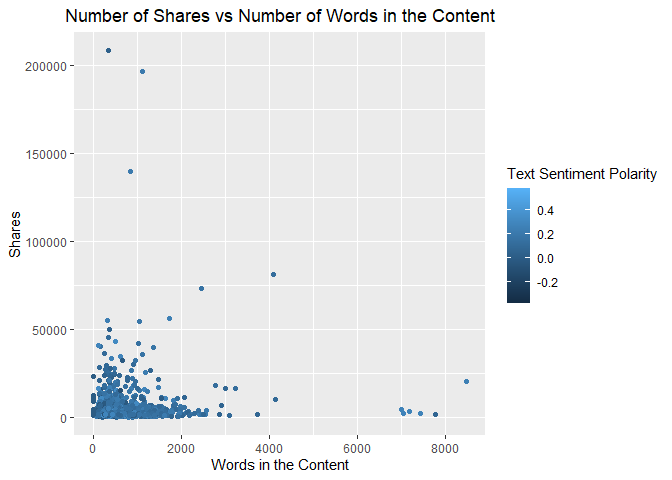 Number of Shares vs Number of Words in the Content
200000
150000
100000
50000
0
Shares
0 2000 4000 6000 8000
Words in the Content
Text Sentiment Polarity
0.4
0.2
0.0
-0.2